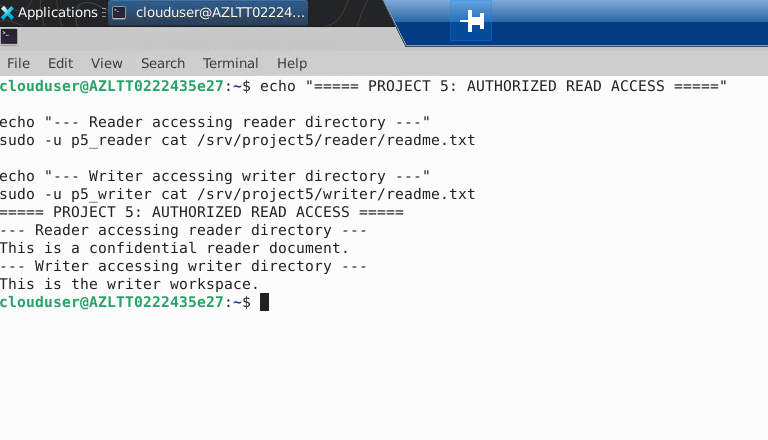 Applications
clouduser@AZLTT02224...
File Edit View Search Terminal Help
clouduser@AZLTT0222435e27:~$ echo "===== PROJECT 5: AUTHORIZED READ ACCESS ====="
echo "--- Reader accessing reader directory ---"
sudo -u p5_reader cat /srv/project5/reader/readme.txt
echo "--- Writer accessing writer directory ---"
sudo -u p5_writer cat /srv/project5/writer/readme.txt
===== PROJECT 5: AUTHORIZED READ ACCESS =====
--- Reader accessing reader directory ---
This is a confidential reader document.
--- Writer accessing writer directory ---
This is the writer workspace.
clouduser@AZLTT0222435e27:~$